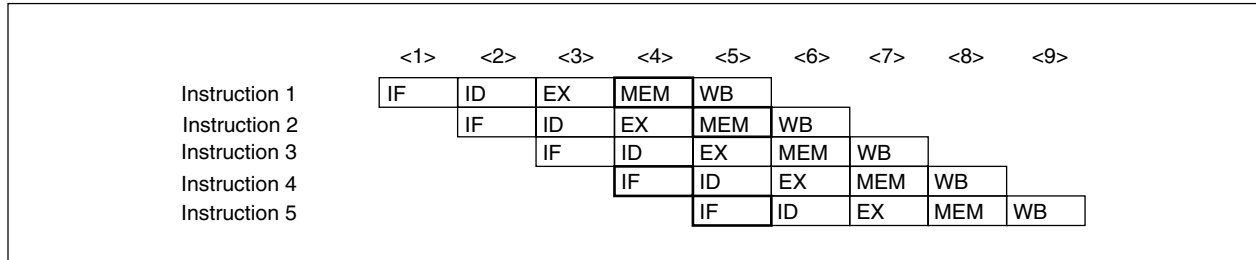 <1> <2> <3> <4> <5> <6> <7> <8> <9>
Instruction 1 IF ID EX MEM WB
Instruction 2 IF ID EX MEM WB
Instruction 3 IF ID EX MEM WB
Instruction 4 IF ID EX MEM WB
Instruction 5 IF ID EX MEM WB